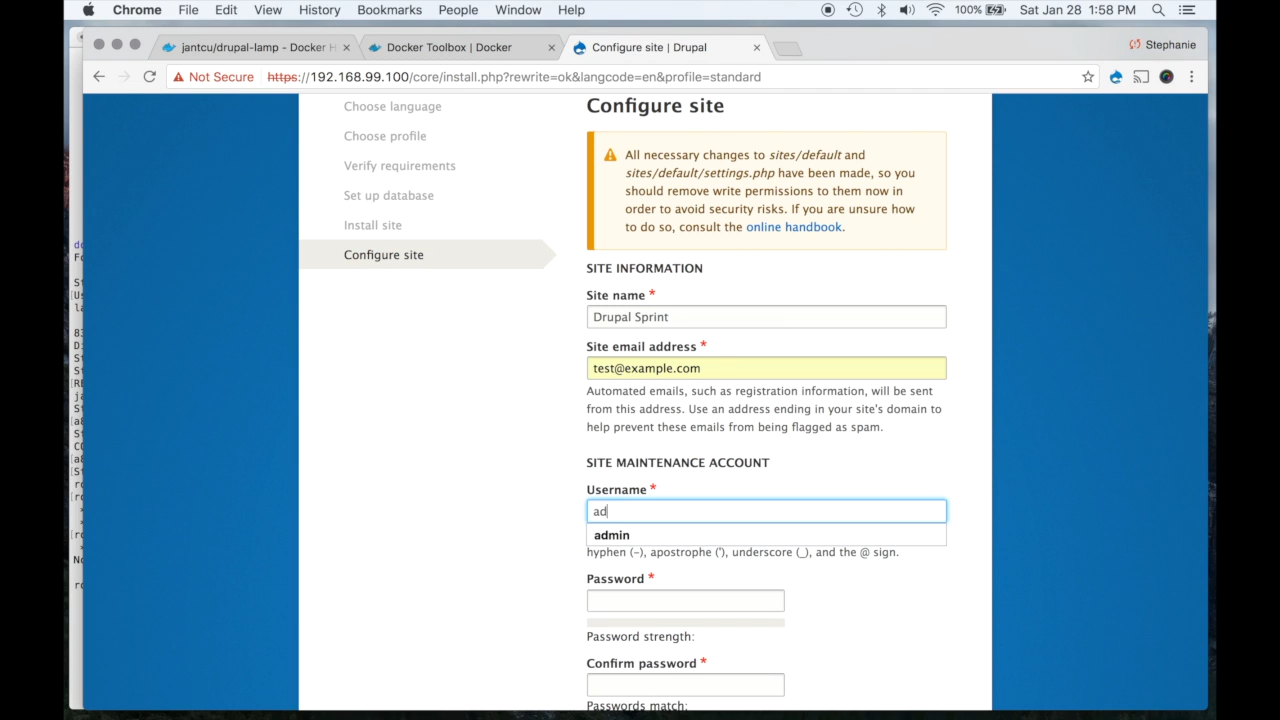 Chrome File Edit View History Bookmarks People Window Help 100% Sat Jan 28 1:58 PM
jantcu/drupal-lamp - Docker H Docker Toolbox | Docker Configure site | Drupal Stephanie
Not Secure https://192.168.99.100/core/install.php?rewrite=ok&langcode=en&profile=standard
Choose language
Choose profile
Verify requirements
Set up database
Install site
Configure site
Configure site
All necessary changes to sites/default and
sites/default/settings.php have been made, so you
should remove write permissions to them now in
order to avoid security risks. If you are unsure how
to do so, consult the online handbook.
SITE INFORMATION
Site name *
Drupal Sprint
Site email address *
test@example.com
Automated emails, such as registration information, will be sent
from this address. Use an address ending in your site's domain to
help prevent these emails from being flagged as spam.
SITE MAINTENANCE ACCOUNT
Username *
ad
admin
hyphen (-), apostrophe ('), underscore (_), and the @ sign.
Password *
Password strength:
Confirm password *
Passwords match: